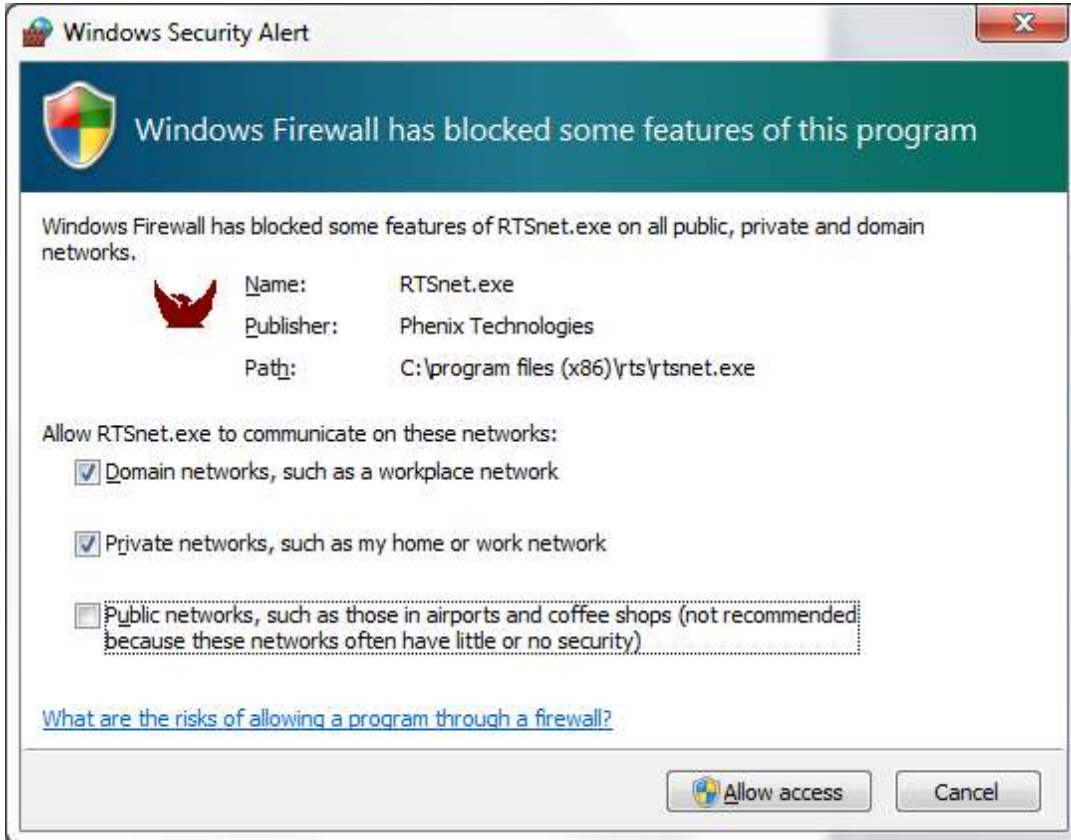 Windows Security Alert
Windows Firewall has blocked some features of this program
Windows Firewall has blocked some features of RTSnet.exe on all public, private and domain
networks.
Name: RTSnet.exe
Publisher: Phenix Technologies
Path: C:\program files (x86)\rts\rtsnet.exe
Allow RTSnet.exe to communicate on these networks:
Domain networks, such as a workplace network
Private networks, such as my home or work network
Public networks, such as those in airports and coffee shops (not recommended
because these networks often have little or no security)
What are the risks of allowing a program through a firewall?
Allow access Cancel